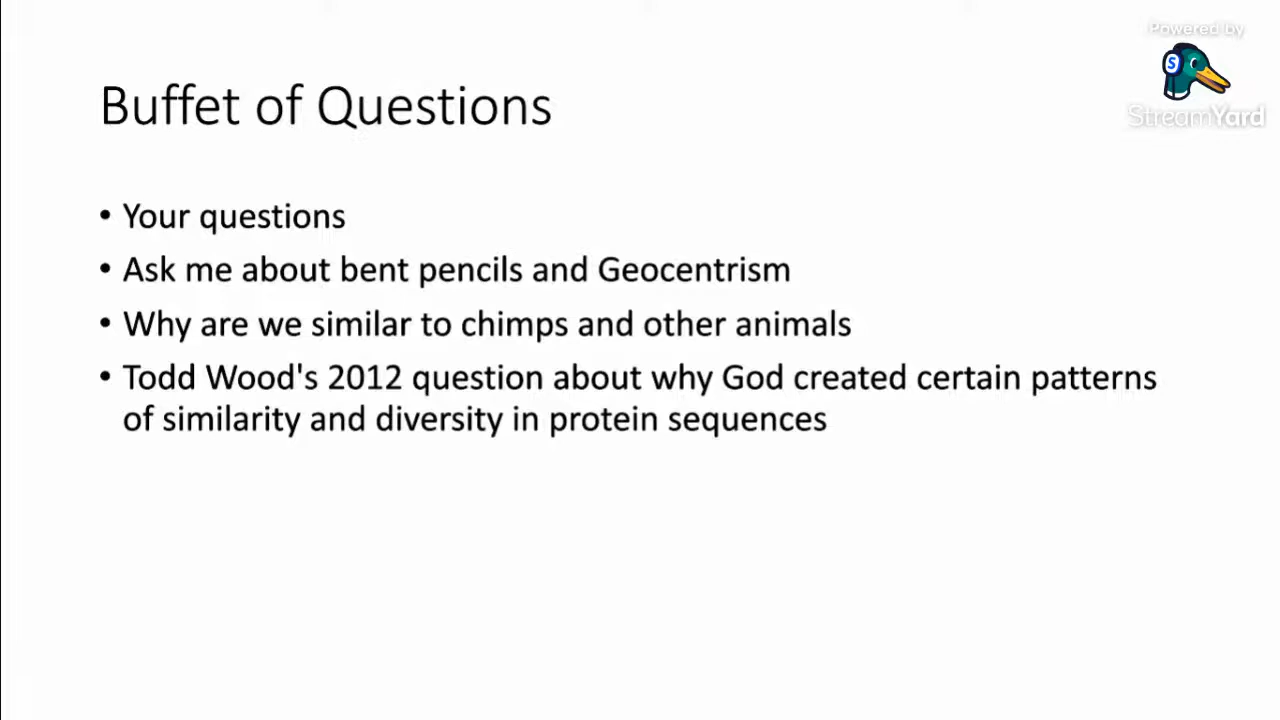 Powered by
S
StreamYard
Buffet of Questions
• Your questions
• Ask me about bent pencils and Geocentrism
• Why are we similar to chimps and other animals
• Todd Wood's 2012 question about why God created certain patterns
of similarity and diversity in protein sequences